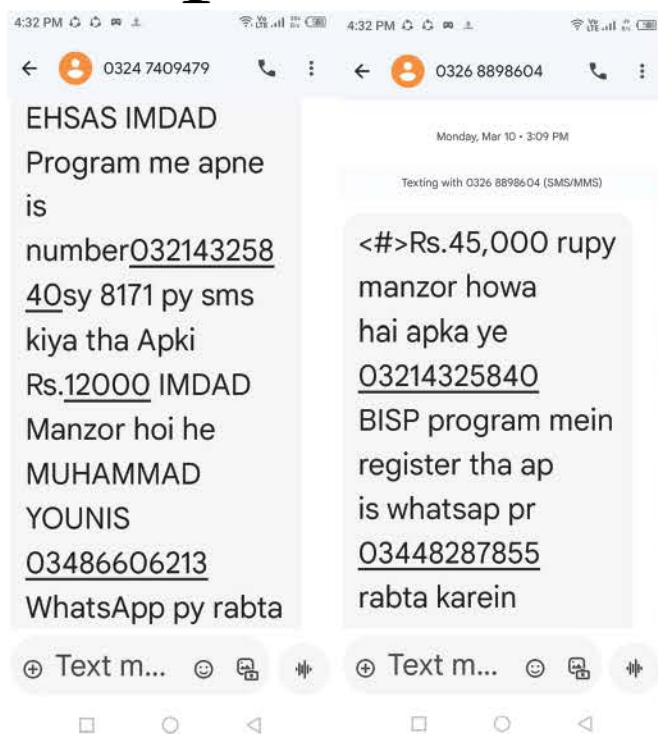 4:32 PM
0324 7409479
EHSAS IMDAD
Program me apne
is
number032143258
40sy 8171 py sms
kiya tha Apki
Rs.12000 IMDAD
Manzor hoi he
MUHAMMAD
YOUNIS
03486606213
WhatsApp py rabta
Text m...
4:32 PM
0326 8898604
Monday, Mar 10 • 3:09 PM
Texting with 0326 8898604 (SMS/MMS)
<#>Rs.45,000 rupy
manzor howa
hai apka ye
03214325840
BISP program mein
register tha ap
is whatsap pr
03448287855
rabta karein
Text m...